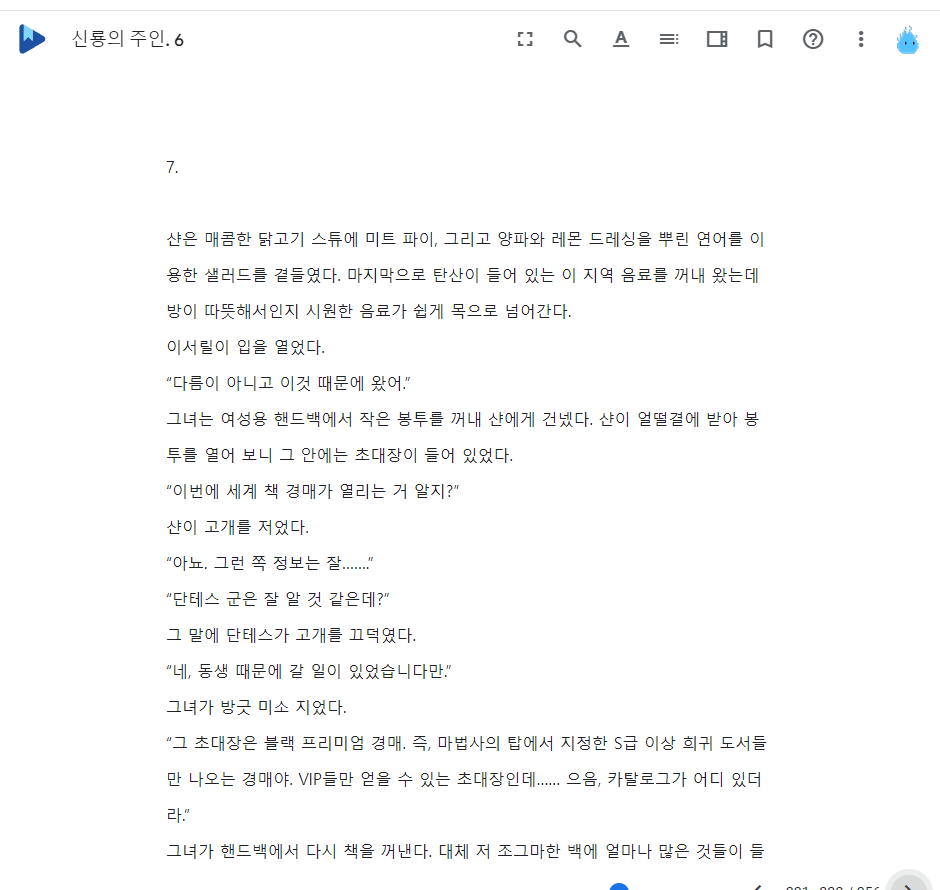 신룡의 주인. 6
7.
샨은 매콤한 닭고기 스튜에 미트 파이, 그리고 양파와 레몬 드레싱을 뿌린 연어를 이
용한 샐러드를 곁들였다. 마지막으로 탄산이 들어 있는 이 지역 음료를 꺼내 왔는데
방이 따뜻해서인지 시원한 음료가 쉽게 목으로 넘어간다.
이서릴이 입을 열었다.
“다름이 아니고 이것 때문에 왔어.”
그녀는 여성용 핸드백에서 작은 봉투를 꺼내 샨에게 건넸다. 샨이 얼떨결에 받아 봉
투를 열어 보니 그 안에는 초대장이 들어 있었다.
“이번에 세계 책 경매가 열리는 거 알지?”
샨이 고개를 저었다.
“아뇨. 그런 쪽 정보는 잘…….”
“단테스 군은 잘 알 것 같은데?”
그 말에 단테스가 고개를 끄덕였다.
“네, 동생 때문에 갈 일이 있었습니다만.”
그녀가 방긋 미소 지었다.
“그 초대장은 블랙 프리미엄 경매. 즉, 마법사의 탑에서 지정한 S급 이상 희귀 도서들
만 나오는 경매야. VIP들만 얻을 수 있는 초대장인데…… 으음, 카탈로그가 어디 있더
라.”
그녀가 핸드백에서 다시 책을 꺼낸다. 대체 저 조그마한 백에 얼마나 많은 것들이 들